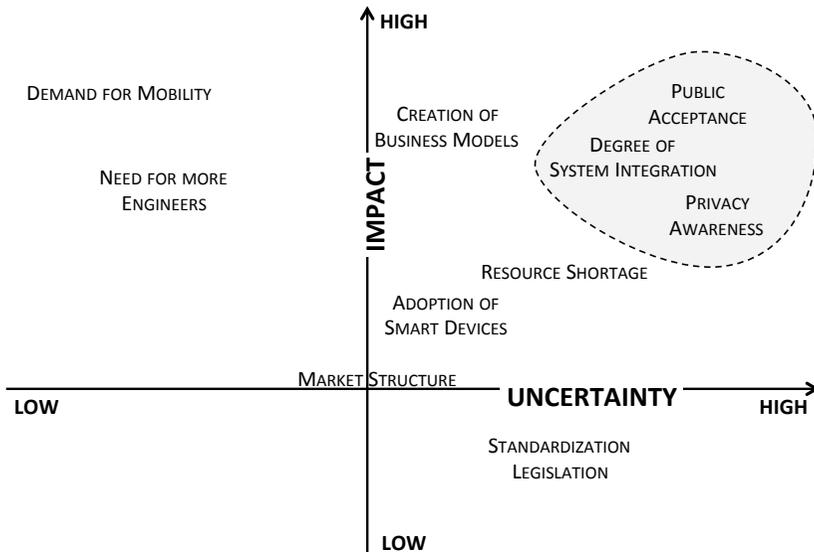 HIGH
DEMAND FOR MOBILITY
CREATION OF
BUSINESS MODELS
PUBLIC
ACCEPTANCE
DEGREE OF
SYSTEM INTEGRATION
PRIVACY
AWARENESS
NEED FOR MORE
ENGINEERS
IMPACT
RESOURCE SHORTAGE
ADOPTION OF
SMART DEVICES
MARKET STRUCTURE
LOW
UNCERTAINTY
HIGH
STANDARDIZATION
LEGISLATION
LOW